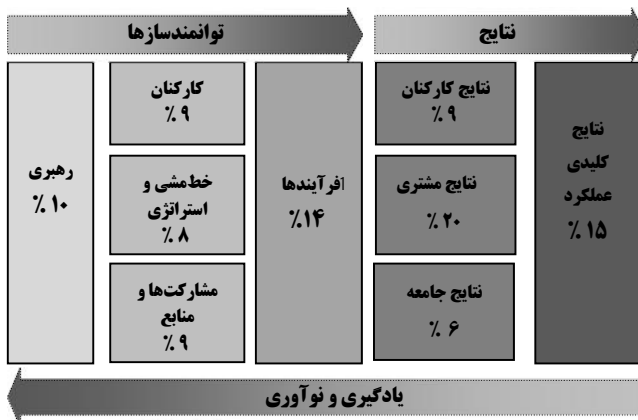 توانمندسازها
نتایج
رهبری
٪ ۱۰
کارکنان
٪ ۹
خط‌مشی و
استراتژی
٪ ۸
مشارکت‌ها و
منابع
٪ ۹
فرآیندها
٪۱۴
نتایج کارکنان
٪ ۹
نتایج مشتری
٪ ۲۰
نتایج جامعه
٪ ۶
نتایج
کلیدی
عملکرد
٪ ۱۵
یادگیری و نوآوری